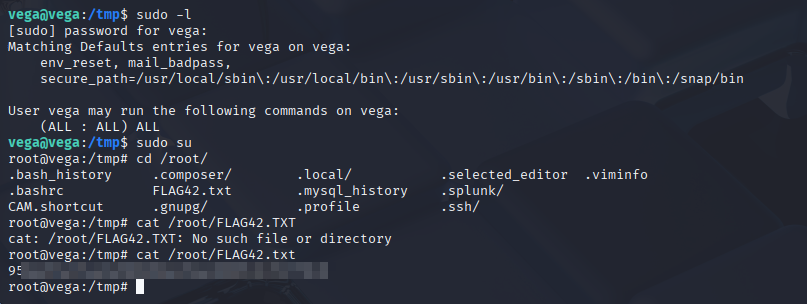 vega@vega:/tmp$ sudo -l
[sudo] password for vega:
Matching Defaults entries for vega on vega:
    env_reset, mail_badpass,
    secure_path=/usr/local/sbin\:/usr/local/bin\:/usr/sbin\:/usr/bin\:/sbin\:/bin\:/snap/bin

User vega may run the following commands on vega:
    (ALL : ALL) ALL
vega@vega:/tmp$ sudo su
root@vega:/tmp# cd /root/
.bash_history    .composer/       .local/          .selected_editor  .viminfo
.bashrc          FLAG42.txt       .mysql_history   .splunk/
CAM.shortcut     .gnupg/          .profile         .ssh/
root@vega:/tmp# cat /root/FLAG42.TXT
cat: /root/FLAG42.TXT: No such file or directory
root@vega:/tmp# cat /root/FLAG42.txt
95
root@vega:/tmp#